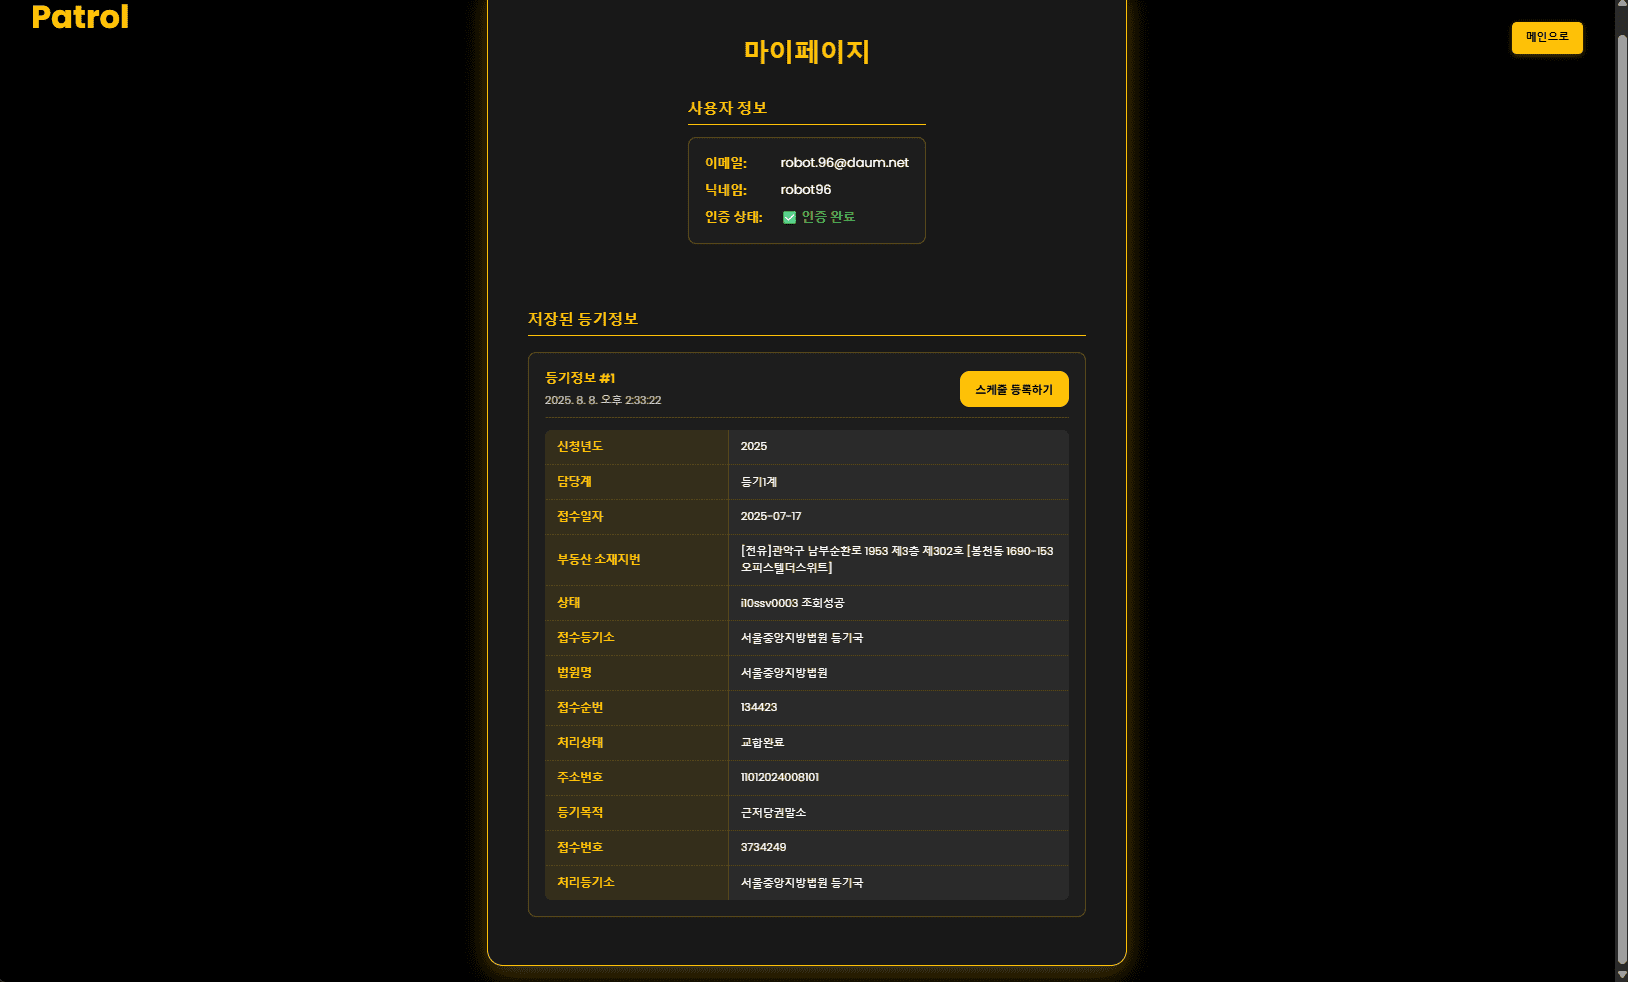 Patrol
메인으로
마이페이지
사용자 정보
이메일: robot.96@daum.net
닉네임: robot96
인증 상태: ✅ 인증 완료
저장된 등기정보
등기정보 #1
2025. 8. 8. 오후 2:33:22
스케줄 등록하기
신청년도 2025
담당계 등기1계
접수일자 2025-07-17
부동산 소재지번 [전유]관악구 남부순환로 1953 제3층 제302호 [봉천동 1690-153
오피스텔더스위트]
상태 i10ssv0003 조회성공
접수등기소 서울중앙지방법원 등기국
법원명 서울중앙지방법원
접수순번 134423
처리상태 교합완료
주소번호 11012024008101
등기목적 근저당권말소
접수번호 3734249
처리등기소 서울중앙지방법원 등기국